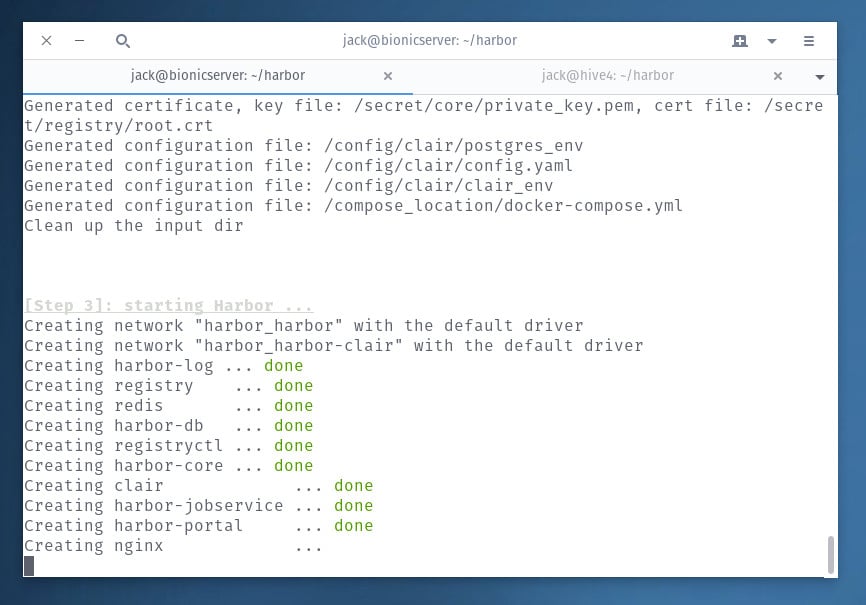 jack@bionicserver: ~/harbor
jack@bionicserver: ~/harbor
jack@hive4: ~/harbor
Generated certificate, key file: /secret/core/private_key.pem, cert file: /secre
t/registry/root.crt
Generated configuration file: /config/clair/postgres_env
Generated configuration file: /config/clair/config.yaml
Generated configuration file: /config/clair/clair_env
Generated configuration file: /compose_location/docker-compose.yml
Clean up the input dir
[Step 3]: starting Harbor ...
Creating network "harbor_harbor" with the default driver
Creating network "harbor_harbor-clair" with the default driver
Creating harbor-log ... done
Creating registry    ... done
Creating redis       ... done
Creating harbor-db   ... done
Creating registryctl ... done
Creating harbor-core ... done
Creating clair             ... done
Creating harbor-jobservice ... done
Creating harbor-portal     ... done
Creating nginx             ...